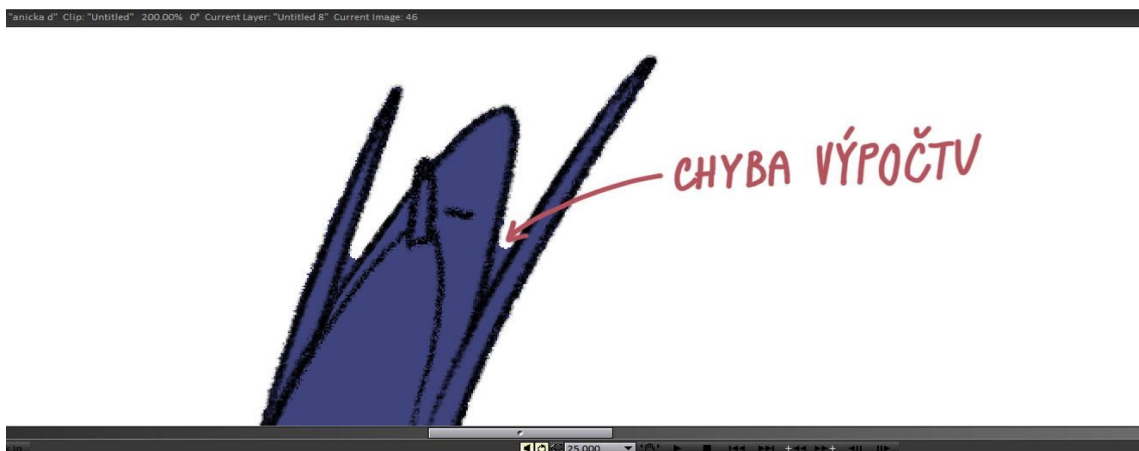 "anicka d" Clip: "Untitled" 200.00% 0° Current Layer: "Untitled 8" Current Image: 46
CHYBA VÝPOČTU
25.000